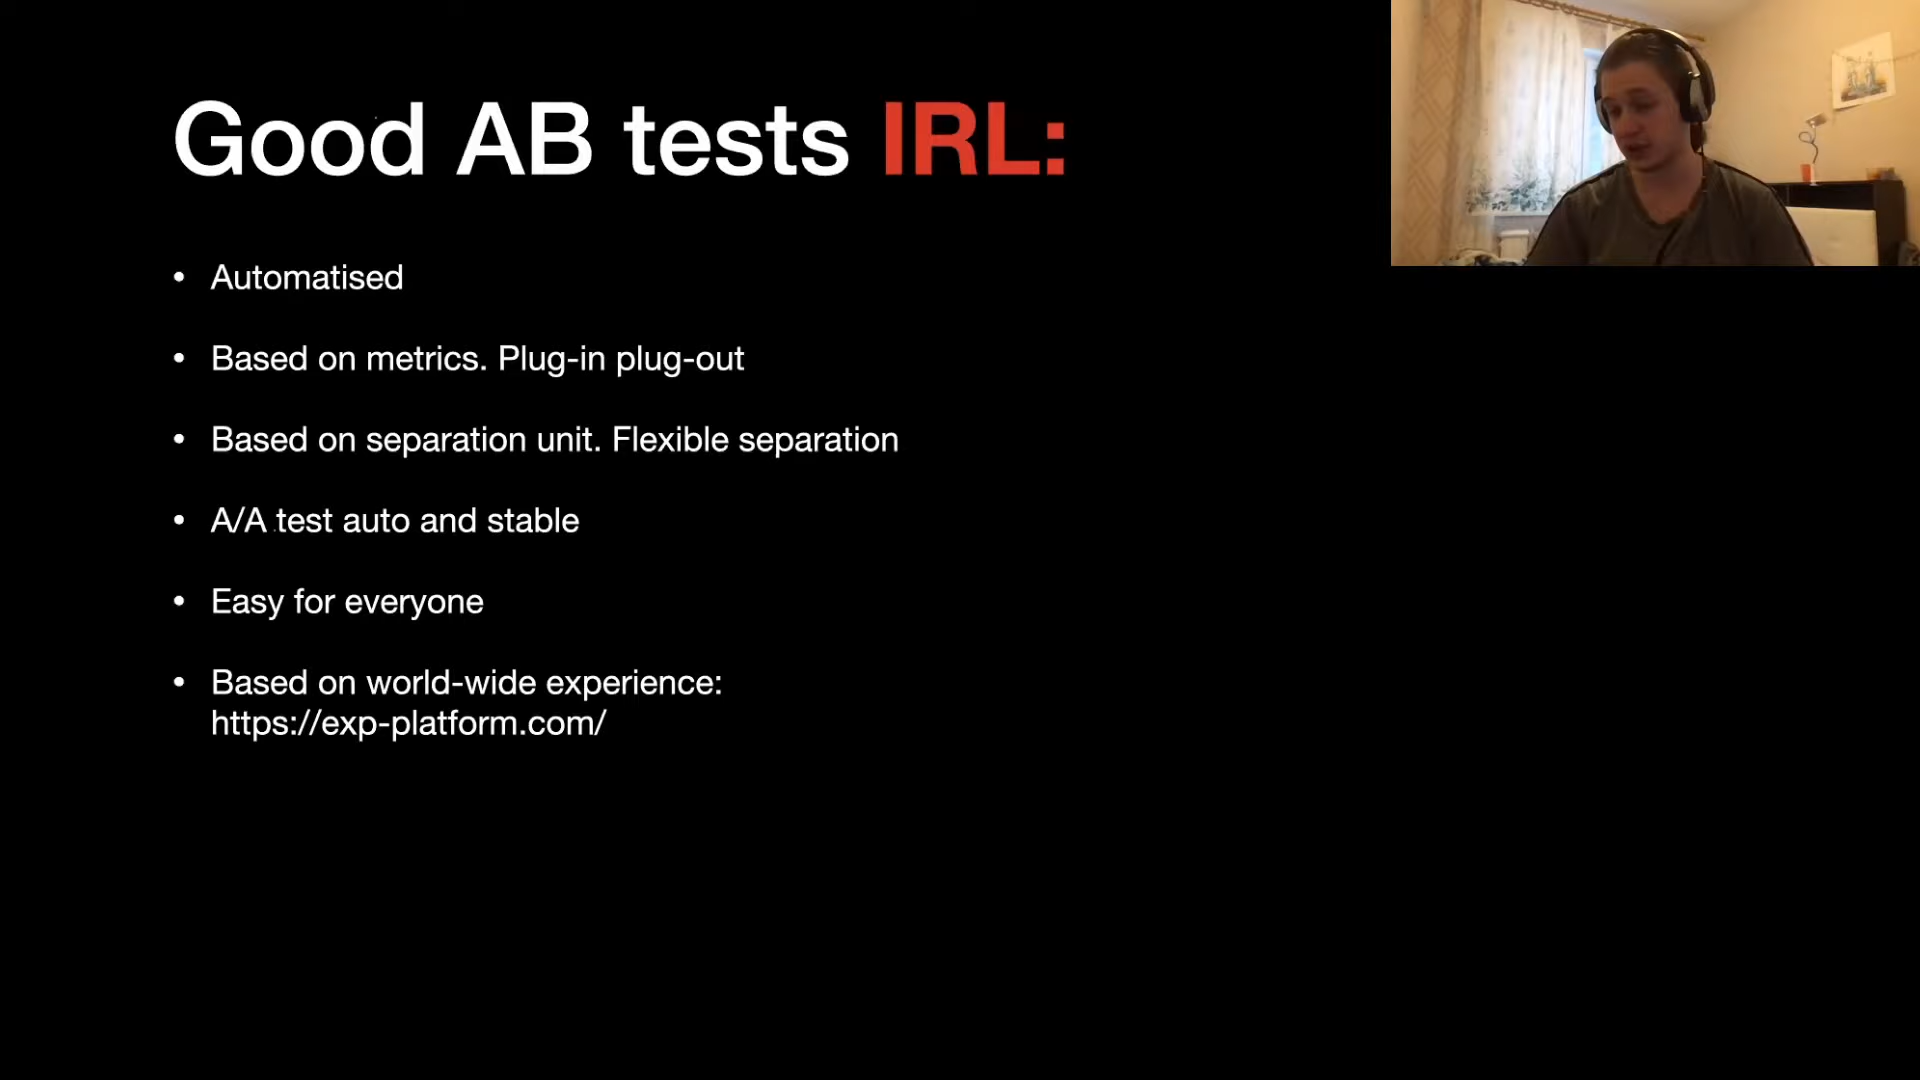 Good AB tests IRL:
• Automatised
• Based on metrics. Plug-in plug-out
• Based on separation unit. Flexible separation
• A/A test auto and stable
• Easy for everyone
• Based on world-wide experience:
https://exp-platform.com/